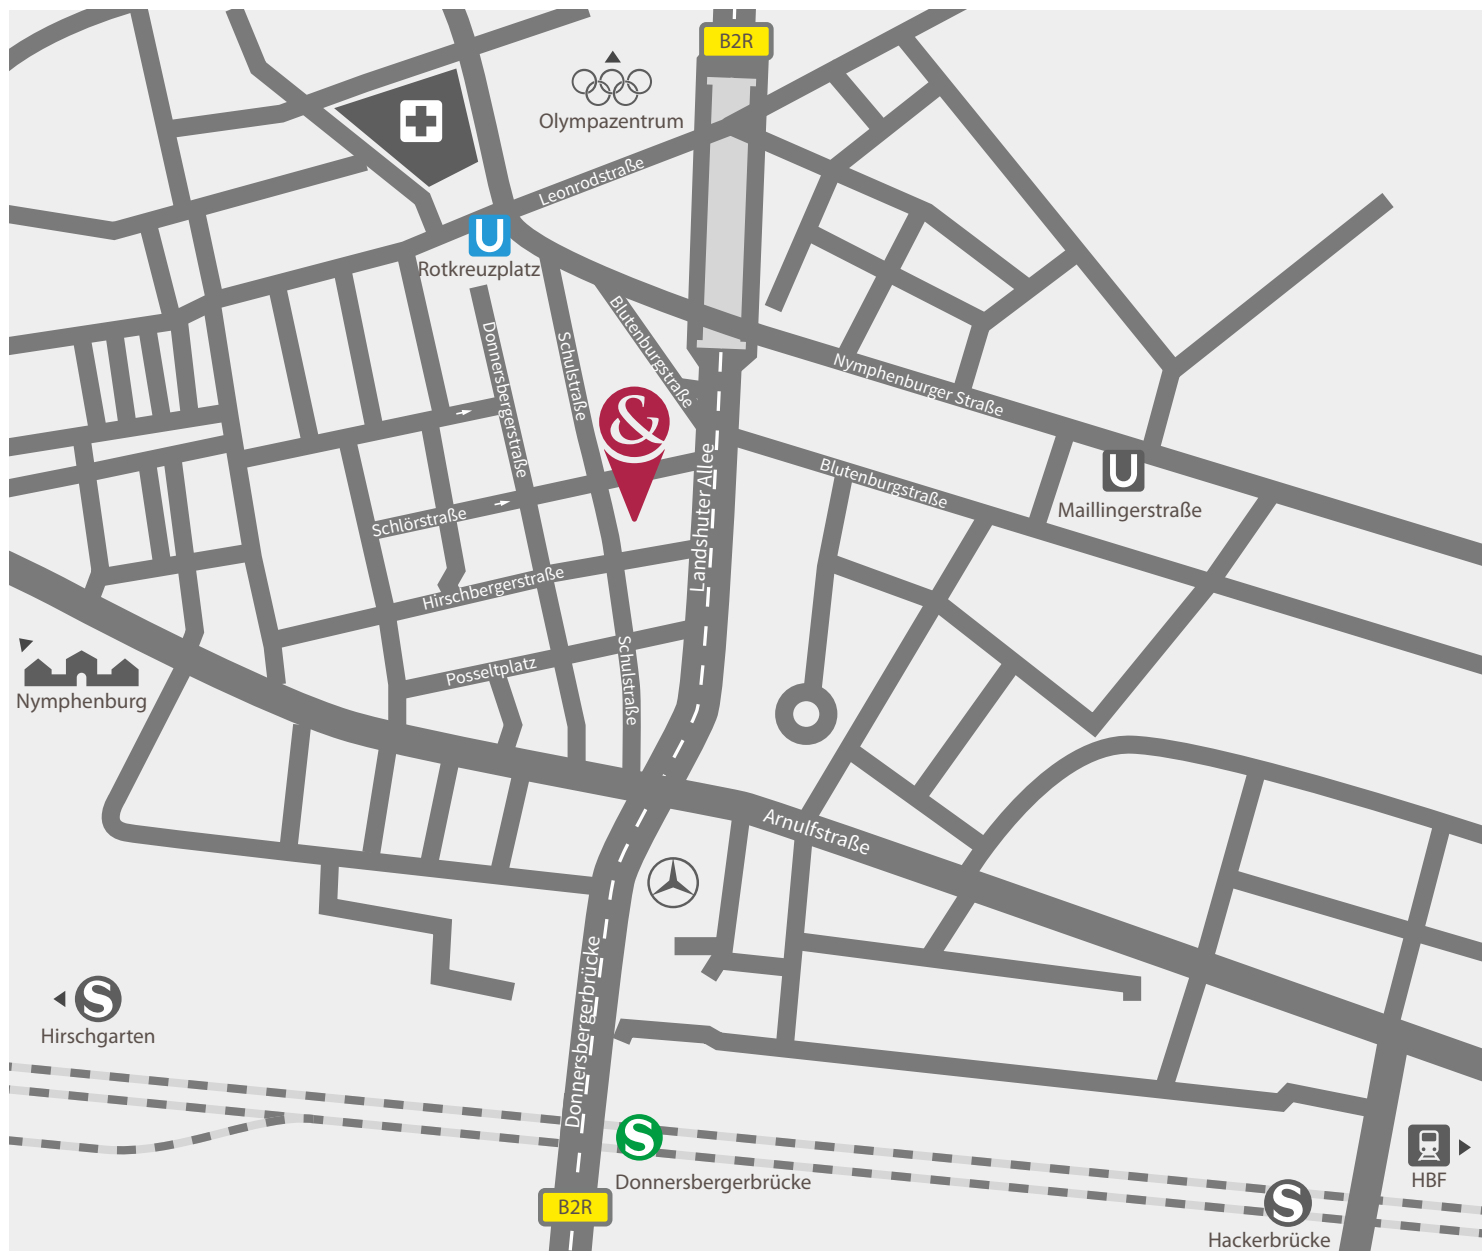 B2R
Olympazentrum
Leonrodstraße
U
Rotkreuzplatz
Blutenburgstraße
Donnersbergerstraße
Schulstraße
Nymphenburger Straße
&
Landshuter Allee
Blutenburgstraße
U
Maillingerstraße
Schlörstraße
Hirschbergerstraße
Schulstraße
Posseltplatz
Nymphenburg
Arnulfstraße
Donnersbergerbrücke
S
Hirschgarten
S
Donnersbergerbrücke
HBF
B2R
S
Hackerbrücke